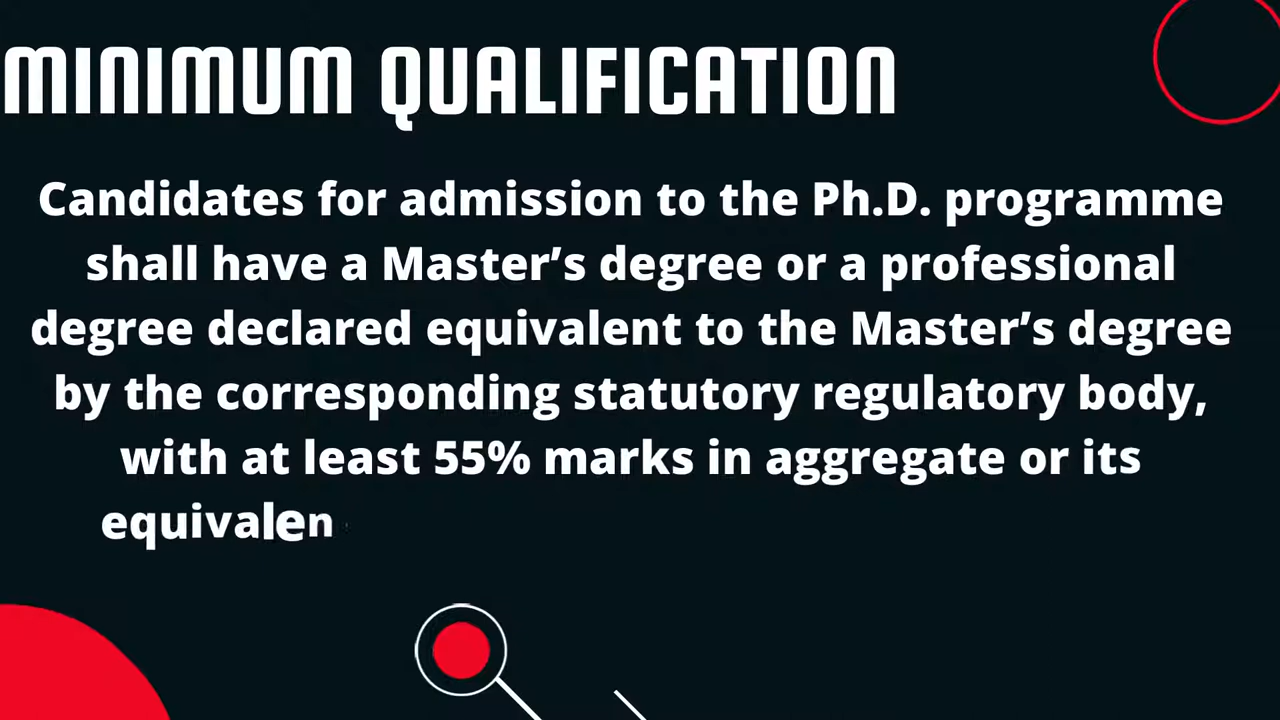 MINIMUM QUALIFICATION
Candidates for admission to the Ph.D. programme
shall have a Master’s degree or a professional
degree declared equivalent to the Master’s degree
by the corresponding statutory regulatory body,
with at least 55% marks in aggregate or its
equivalen